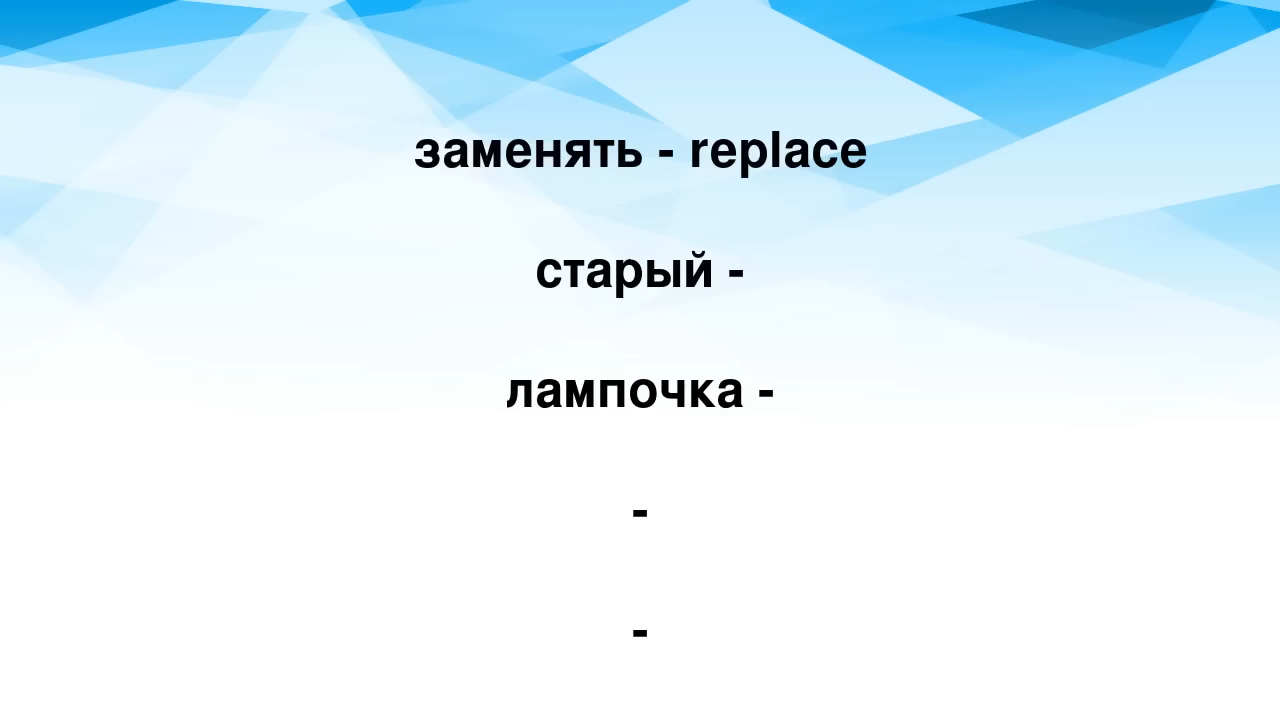 заменять - replace
старый -
лампочка -
-
-